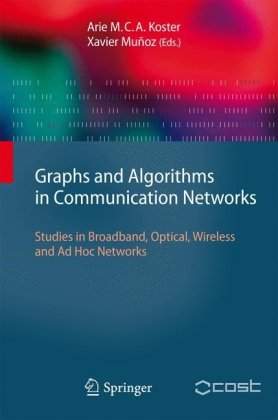 Arie M. C. A. Koster
Xavier Muñoz (Eds.)
Graphs and Algorithms
in Communication Networks
Studies in Broadband, Optical, Wireless
and Ad Hoc Networks
Springer
cost